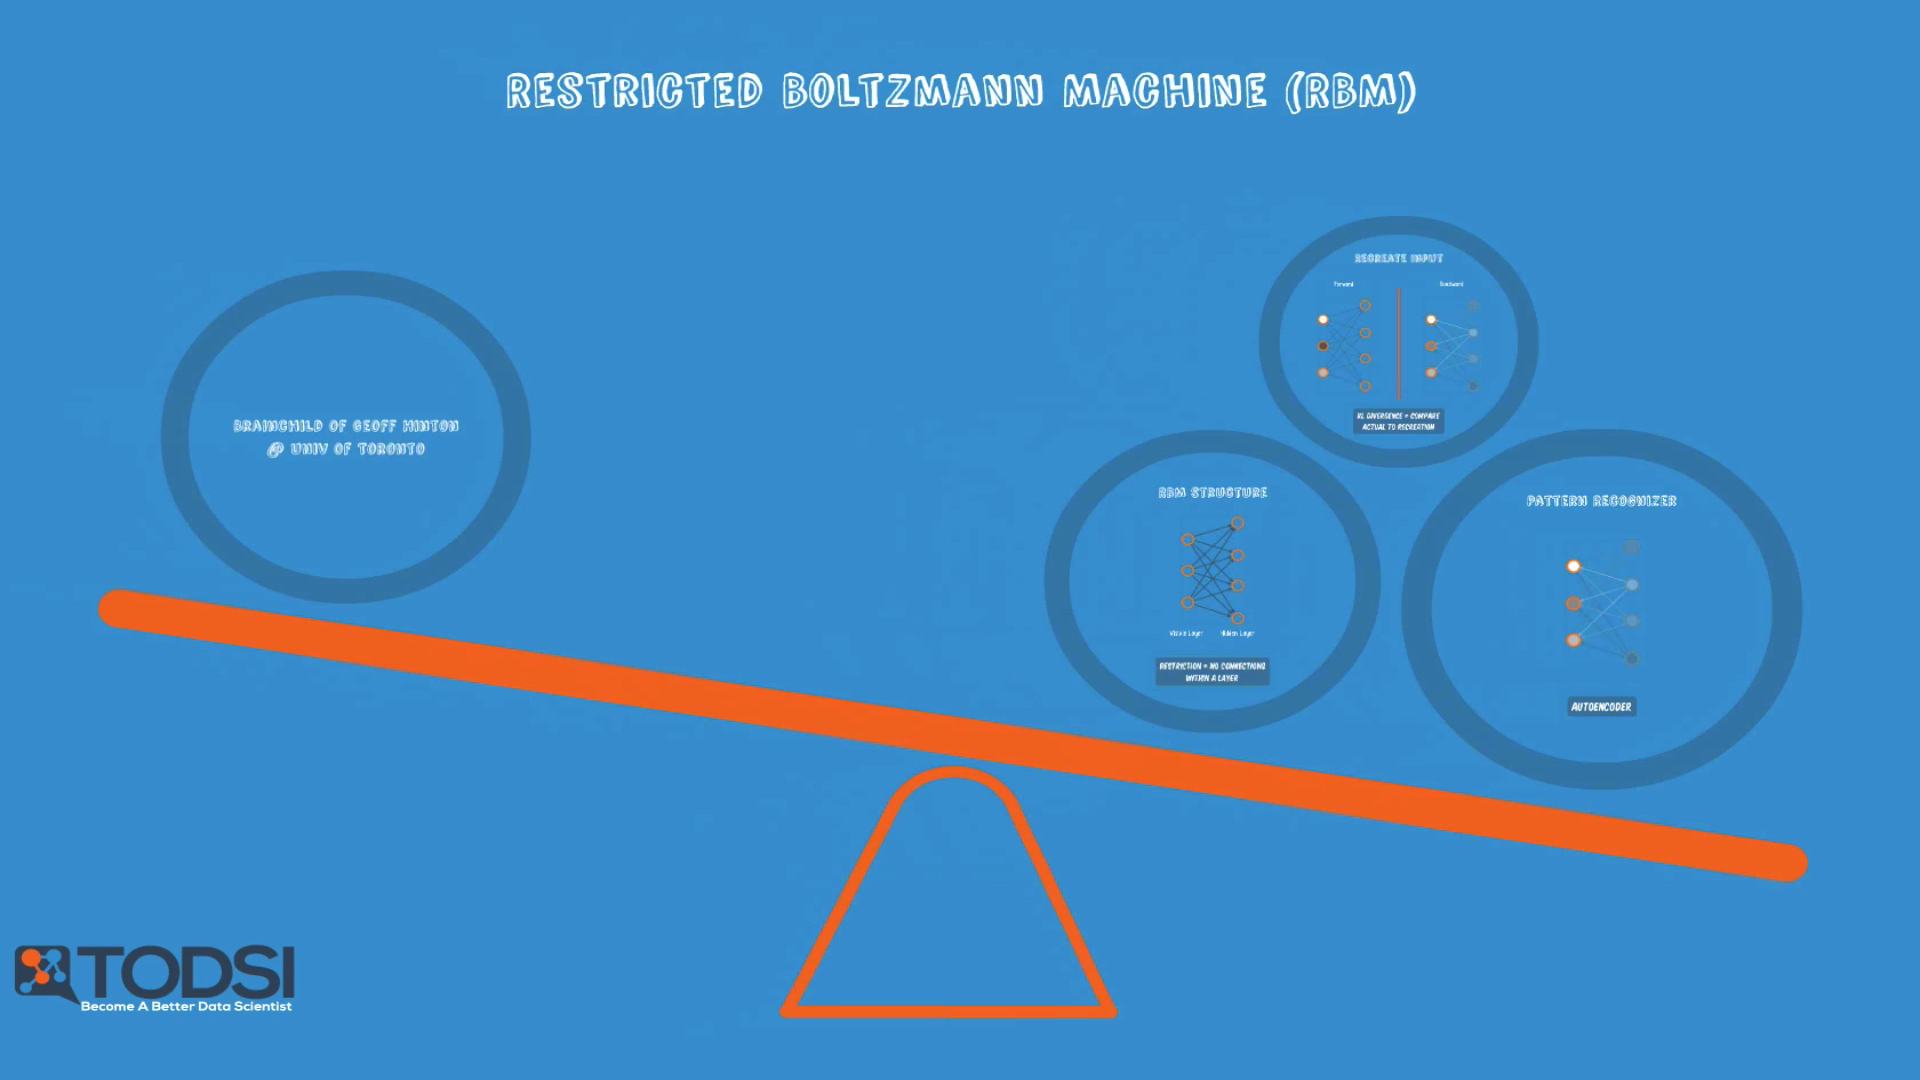 RESTRICTED BOLTZMANN MACHINE (RBM)
BRAINCHILD OF GEOFF HINTON
@ UNIV OF TORONTO
RECREATE INPUT
Forward
Backward
KL DIVERGENCE = COMPARE
ACTUAL TO RECREATION
RBM STRUCTURE
Visible Layer
Hidden Layer
RESTRICTION = NO CONNECTIONS
WITHIN A LAYER
PATTERN RECOGNIZER
AUTOENCODER
TODSI
Become A Better Data Scientist